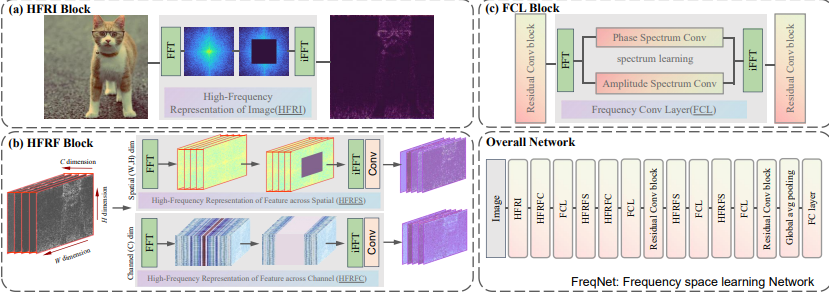 (a) HFRI Block
FFT
iFFT
High-Frequency
Representation of Image(HFRI)
(c) FCL Block
Residual Conv block
FFT
Phase Spectrum Conv
spectrum learning
Amplitude Spectrum Conv
iFFT
Residual Conv block
Frequency Conv Layer(FCL)
(b) HFRF Block
C dimension
H dimension
W dimension
Spatial (W,H) dim
FFT
iFFT
Conv
High-Frequency Representation of Feature across Spatial (HFRFS)
Channel (C) dim
FFT
iFFT
Conv
High-Frequency Representation of Feature across Channel (HFRFC)
Overall Network
Image
HFRI
HFRFC
FCL
HFRFS
HFRFC
FCL
Residual Conv block
HFRFS
FCL
HFRFS
FCL
Residual Conv block
Global avg pooling
FC layer
FreqNet: Frequency space learning Network